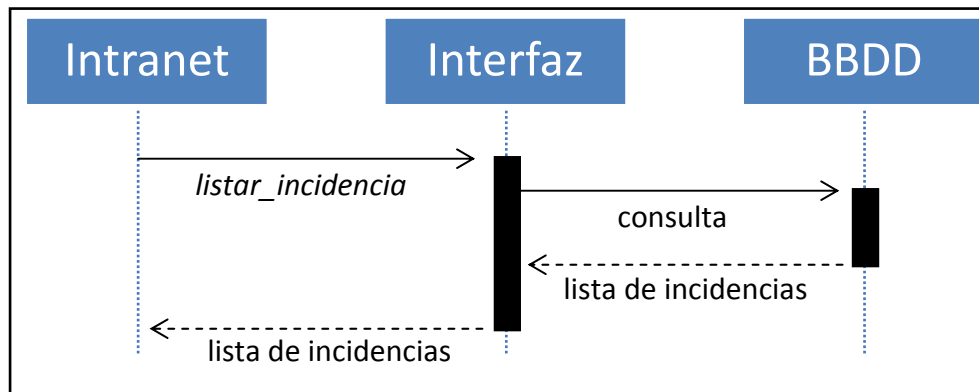 Intranet
Interfaz
BBDD
listar_incidencia
consulta
lista de incidencias
lista de incidencias